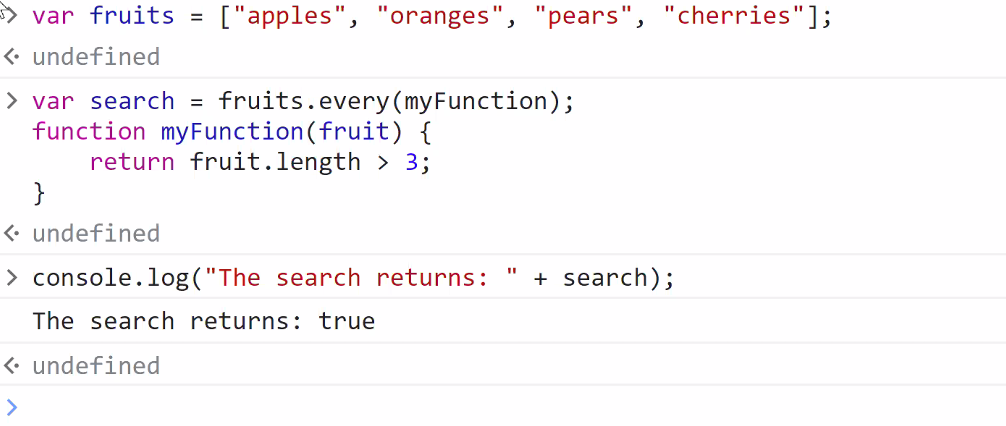 > var fruits = ["apples", "oranges", "pears", "cherries"];
undefined
> var search = fruits.every(myFunction);
function myFunction(fruit) {
    return fruit.length > 3;
}
undefined
> console.log("The search returns: " + search);
The search returns: true
undefined
>